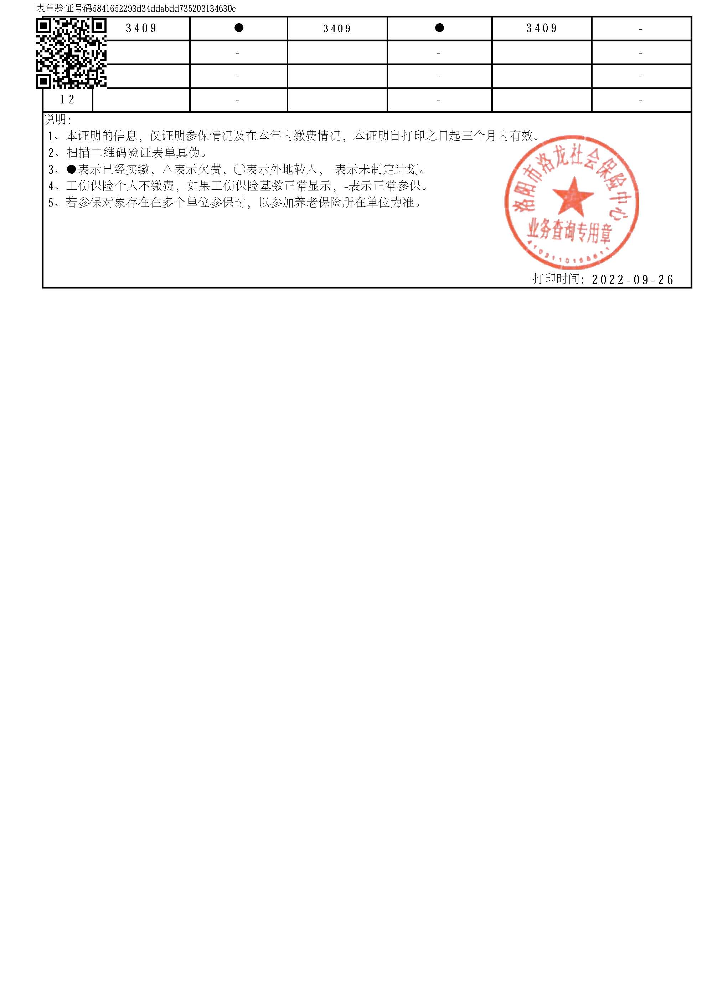 表单验证号码5841652293d34ddabdd735203134630e
3409 ● 3409 ● 3409 -
- - -
- - -
12 - - -
说明:
1、本证明的信息，仅证明参保情况及在本年内缴费情况，本证明自打印之日起三个月内有效。
2、扫描二维码验证表单真伪。
3、●表示已经实缴，△表示欠费，○表示外地转入，-表示未制定计划。
4、工伤保险个人不缴费，如果工伤保险基数正常显示，-表示正常参保。
5、若参保对象存在在多个单位参保时，以参加养老保险所在单位为准。
洛阳市洛龙社会保险中心
业务查询专用章
打印时间: 2022-09-26